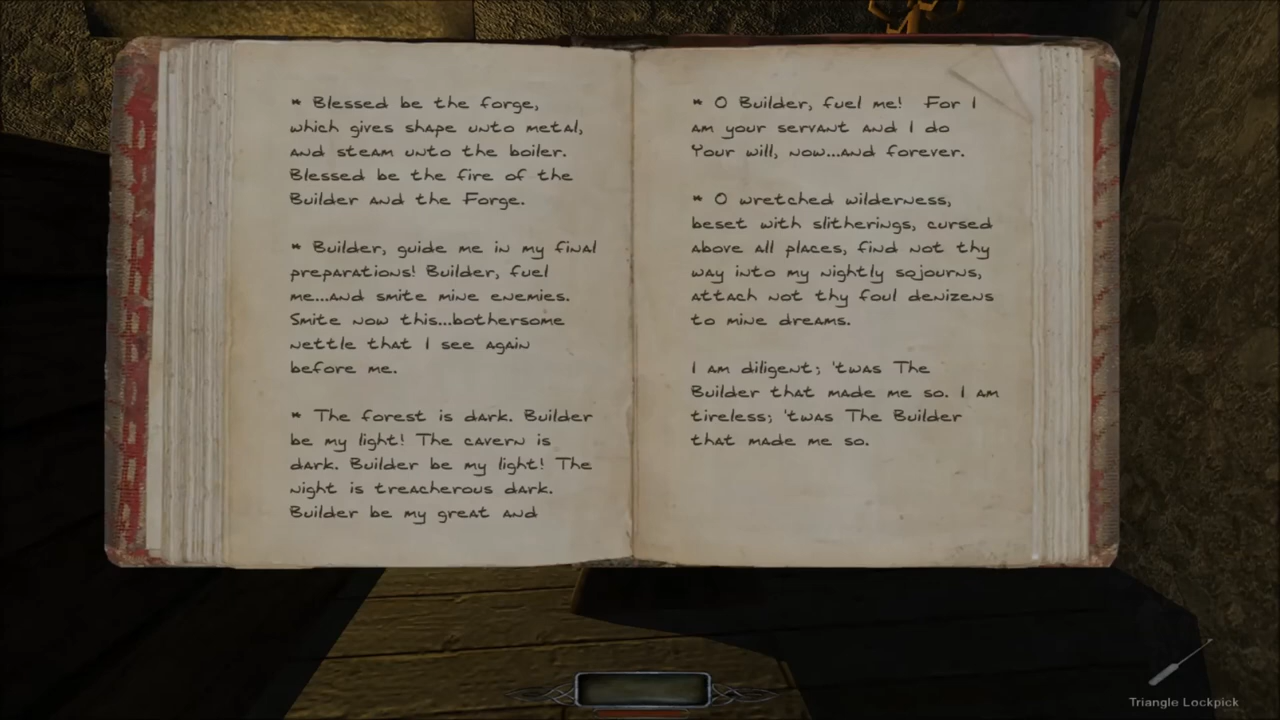 * Blessed be the forge,
which gives shape unto metal,
and steam unto the boiler.
Blessed be the fire of the
Builder and the Forge.
* Builder, guide me in my final
preparations! Builder, fuel
me...and smite mine enemies.
Smite now this...bothersome
nettle that I see again
before me.
* The forest is dark. Builder
be my light! The cavern is
dark. Builder be my light! The
night is treacherous dark.
Builder be my great and
* O Builder, fuel me!  For I
am your servant and I do
Your will, now...and forever.
* O wretched wilderness,
beset with slitherings, cursed
above all places, find not thy
way into my nightly sojourns,
attach not thy foul denizens
to mine dreams.
I am diligent; 'twas The
Builder that made me so. I am
tireless; 'twas The Builder
that made me so.
Triangle Lockpick